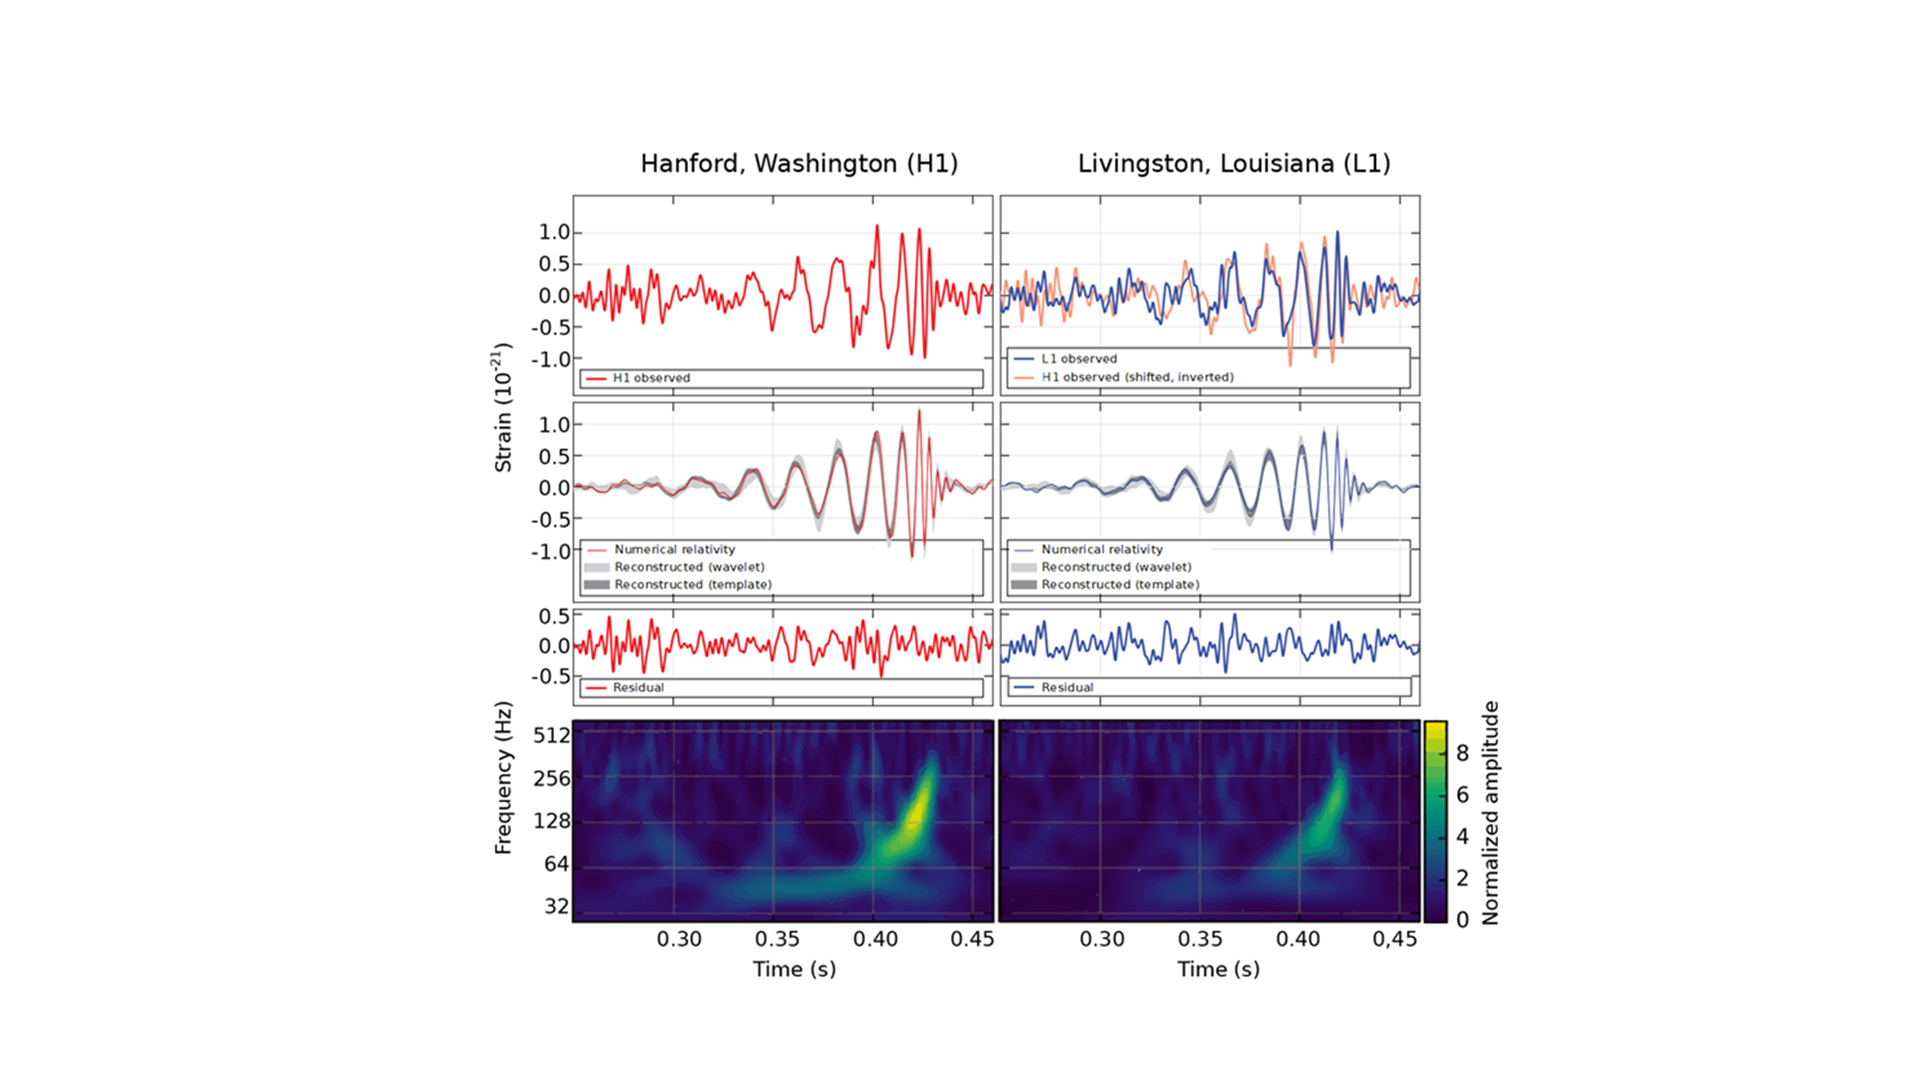 Hanford, Washington (H1)
Livingston, Louisiana (L1)
Strain (10⁻²¹)
1.0
0.5
0.0
-0.5
-1.0
H1 observed
L1 observed
H1 observed (shifted, inverted)
1.0
0.5
0.0
-0.5
-1.0
Numerical relativity
Reconstructed (wavelet)
Reconstructed (template)
Numerical relativity
Reconstructed (wavelet)
Reconstructed (template)
0.5
0.0
-0.5
Residual
Residual
Frequency (Hz)
512
256
128
64
32
Normalized amplitude
8
6
4
2
0
0.30 0.35 0.40 0.45
0.30 0.35 0.40 0,45
Time (s)
Time (s)